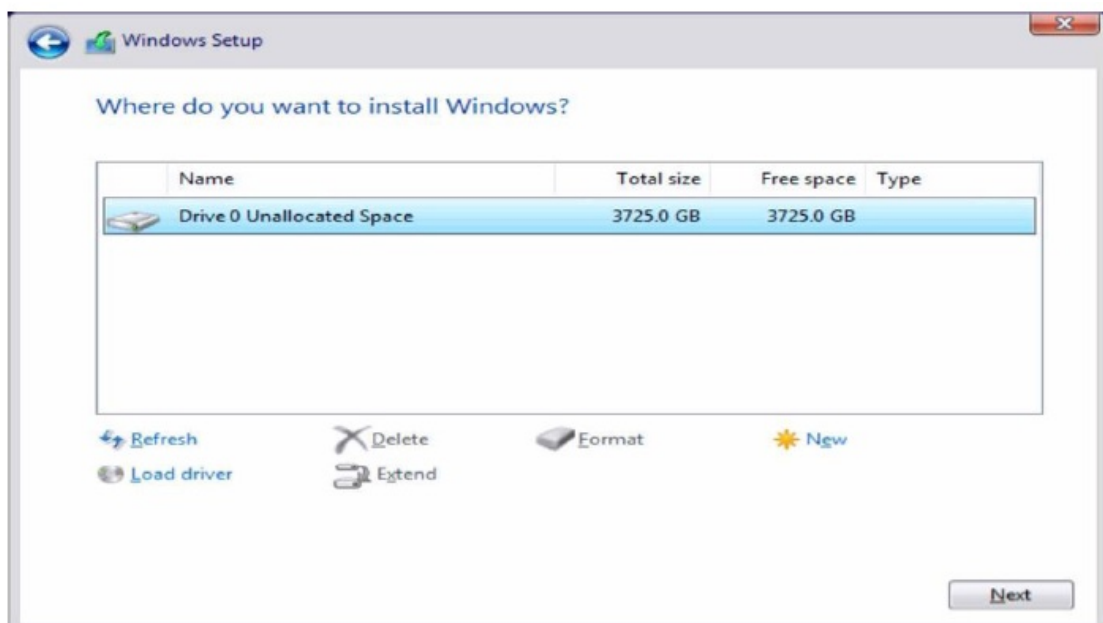 Windows Setup
Where do you want to install Windows?
Name Total size Free space Type
Drive 0 Unallocated Space 3725.0 GB 3725.0 GB
Refresh Delete Format New
Load driver Extend
Next